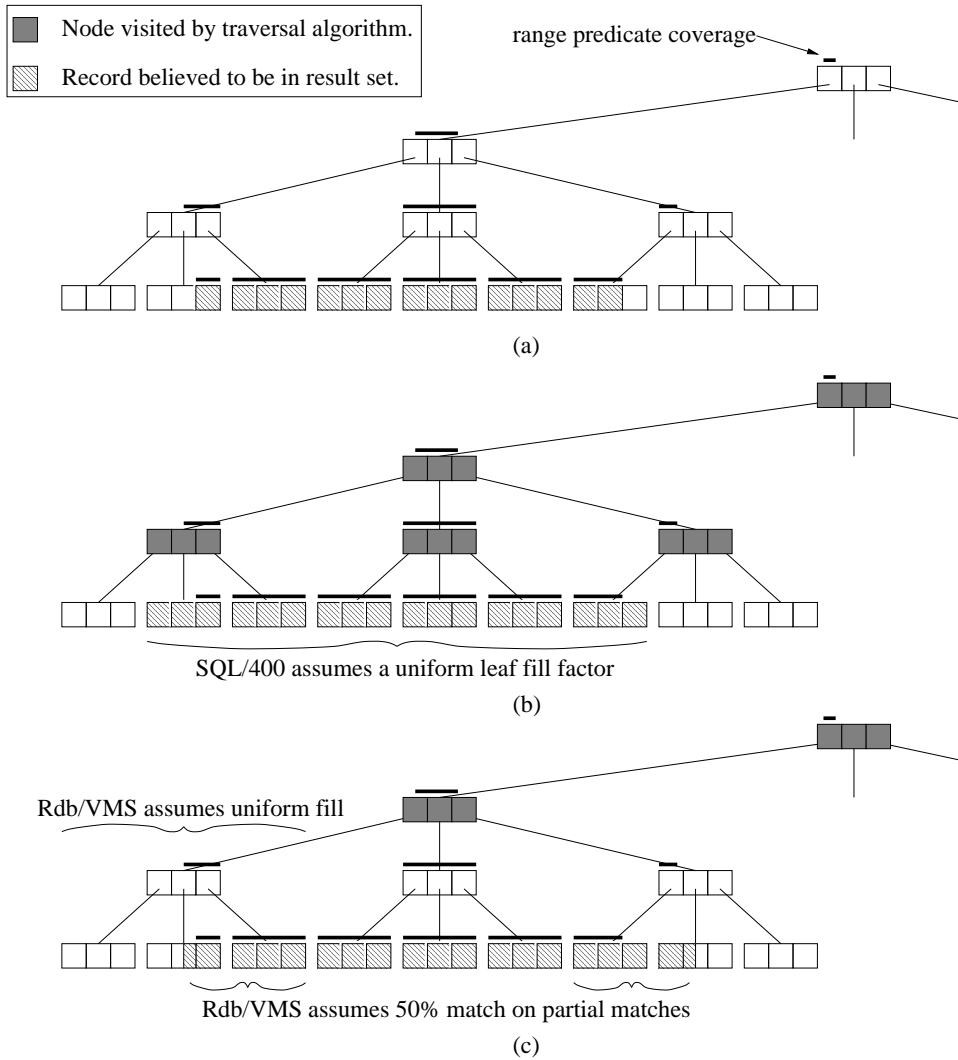 Node visited by traversal algorithm.
Record believed to be in result set.
range predicate coverage
(a)
SQL/400 assumes a uniform leaf fill factor
(b)
Rdb/VMS assumes uniform fill
Rdb/VMS assumes 50% match on partial matches
(c)